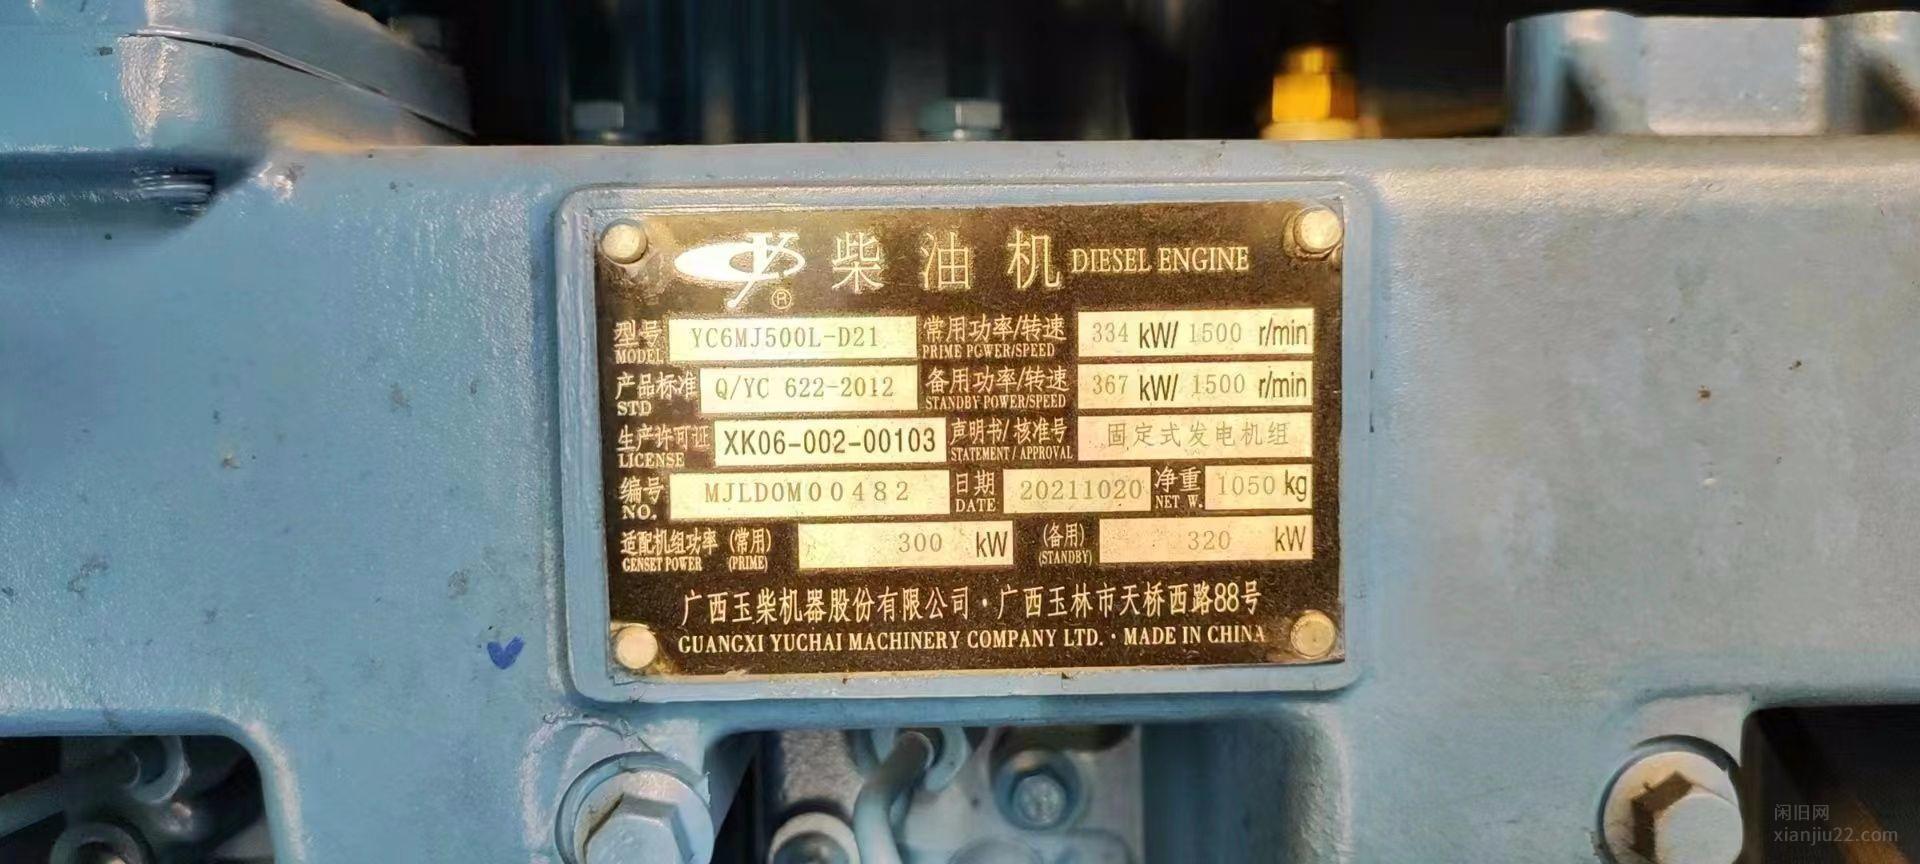 柴油机 DIESEL ENGINE
型号 YC6MJ500L-D21 常用功率/转速 334 kW/ 1500 r/min
MODEL PRIME POWER/SPEED
产品标准 Q/YC 622-2012 备用功率/转速 367 kW/ 1500 r/min
STD STANDBY POWER/SPEED
生产许可证 XK06-002-00103 声明书/核准号 固定式发电机组
LICENSE STATEMENT / APPROVAL
编号 MJLD0M00482 日期 20211020 净重 1050 kg
NO. DATE NET W.
适配机组功率 (常用) 300 kW (备用) 320 kW
GENSET POWER (PRIME) (STANDBY)
广西玉柴机器股份有限公司·广西玉林市天桥西路88号
GUANGXI YUCHAI MACHINERY COMPANY LTD. · MADE IN CHINA
闲旧网
xianjiu22.com